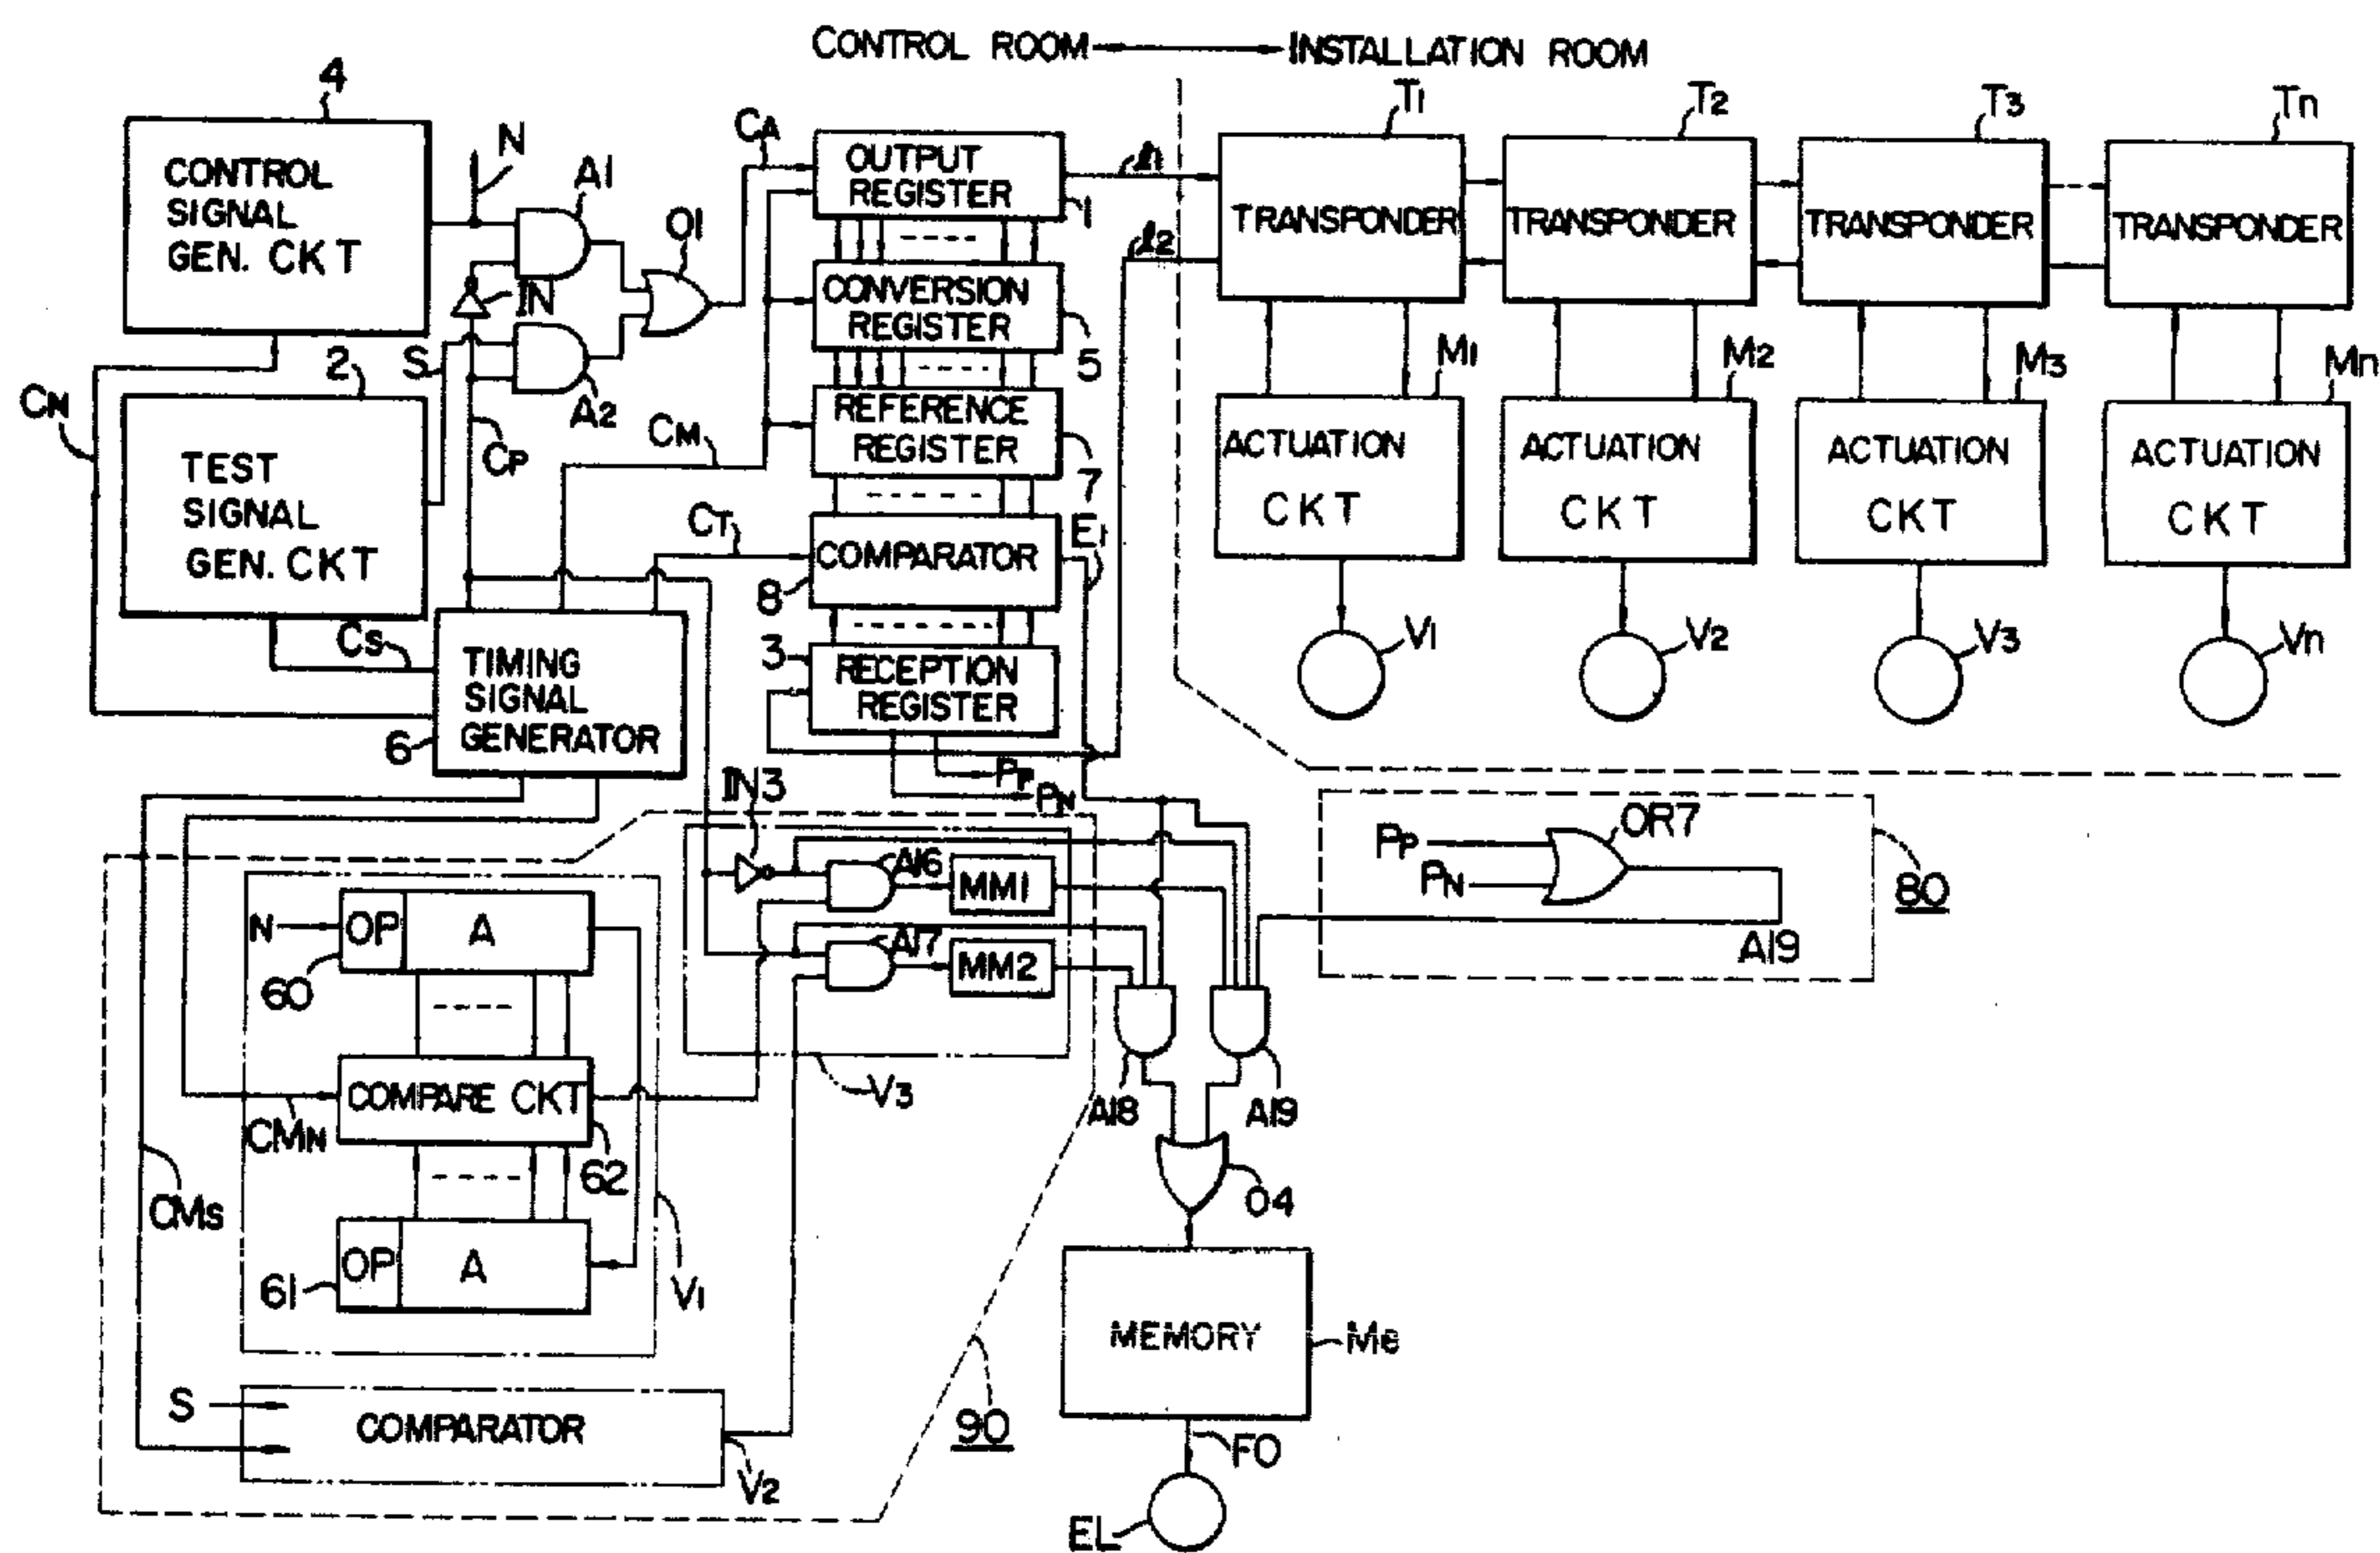 CONTROL ROOM INSTALLATION ROOM
4
N
A1
CA
O1
IN
S
A2
CP
CONTROL
SIGNAL
GEN. CKT
2
CN
TEST
SIGNAL
GEN. CKT
CS
CM
CT
TIMING
SIGNAL
GENERATOR
6
OUTPUT
REGISTER
1
CONVERSION
REGISTER
5
REFERENCE
REGISTER
7
E1
COMPARATOR
8
3
RECEPTION
REGISTER
PP
PN
l1
l2
T1
T2
T3
Tn
TRANSPONDER
TRANSPONDER
TRANSPONDER
TRANSPONDER
M1
M2
M3
Mn
ACTUATION
CKT
ACTUATION
CKT
ACTUATION
CKT
ACTUATION
CKT
V1
V2
V3
Vn
IN3
A16
MM1
A17
MM2
V3
N
OP
A
60
COMPARE CKT
62
CMN
CMS
OP
A
61
V1
S
COMPARATOR
V2
90
PP
PN
OR7
80
A19
A18
A19
O4
MEMORY
Me
FO
EL